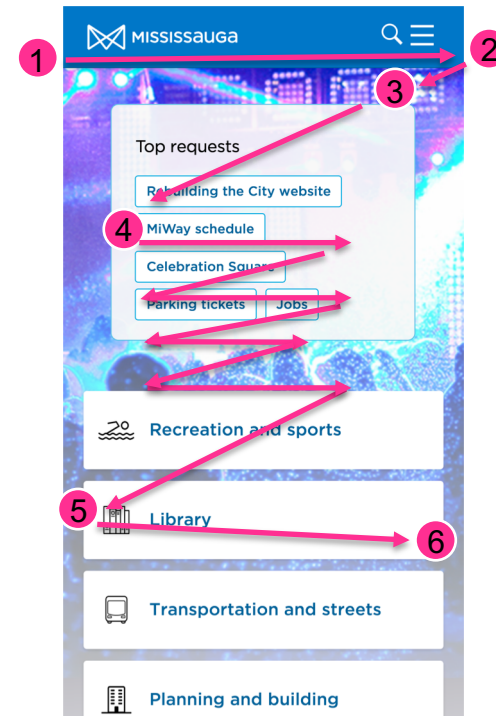 MISSISSAUGA
1
2
3
Top requests
Rebuilding the City website
4
MiWay schedule
Celebration Square
Parking tickets Jobs
Recreation and sports
5
Library
6
Transportation and streets
Planning and building